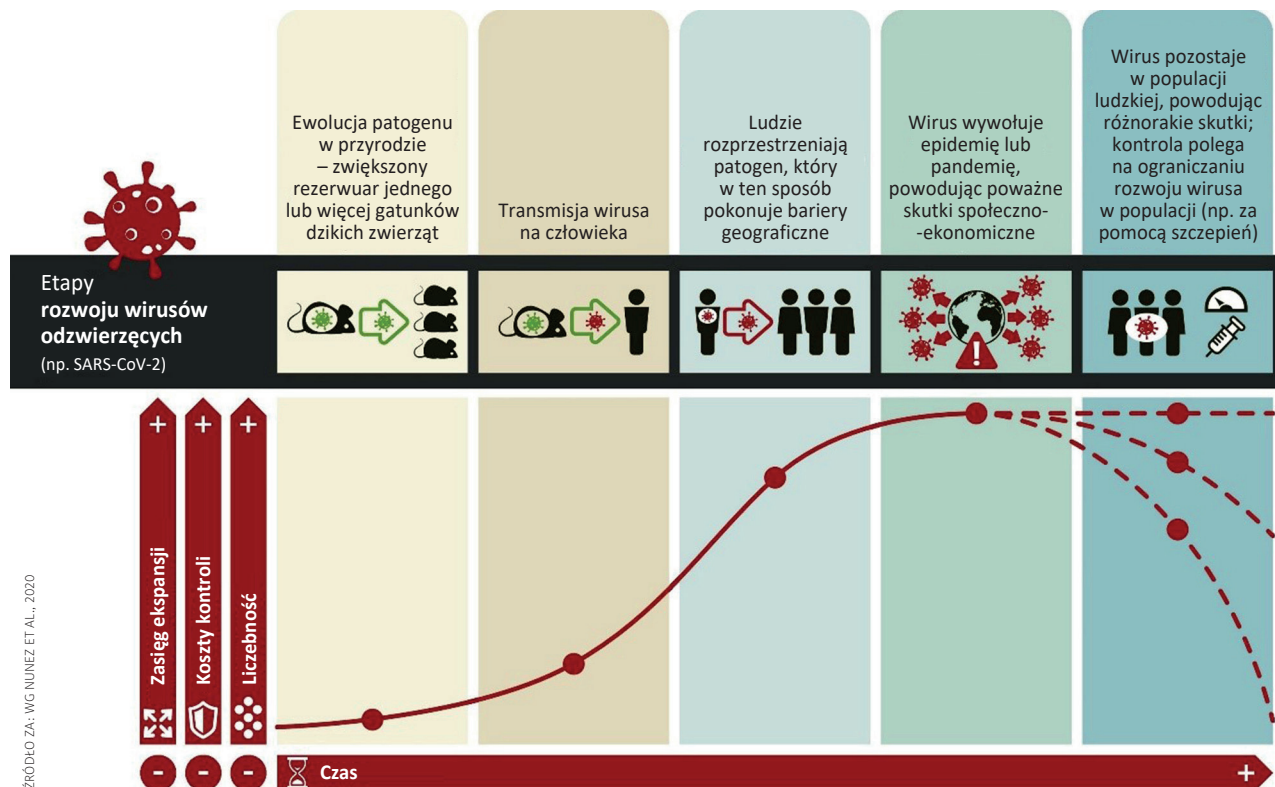 Ewolucja patogenu
w przyrodzie
– zwiększony
rezerwuar jednego
lub więcej gatunków
dzikich zwierząt
Transmisja wirusa
na człowieka
Ludzie
rozprzestrzeniają
patogen, który
w ten sposób
pokonuje bariery
geograficzne
Wirus wywołuje
epidemię lub
pandemię,
powodując poważne
skutki społeczno-
-ekonomiczne
Wirus pozostaje
w populacji
ludzkiej, powodując
różnorakie skutki;
kontrola polega
na ograniczaniu
rozwoju wirusa
w populacji (np. za
pomocą szczepień)
Etapy
rozwoju wirusów
odzwierzęcych
(np. SARS-CoV-2)
!
+
+
+
Zasięg ekspansji
Koszty kontroli
Liczebność
-
-
-
Czas
+
ŹRÓDŁO ZA: WG NUNEZ ET AL., 2020